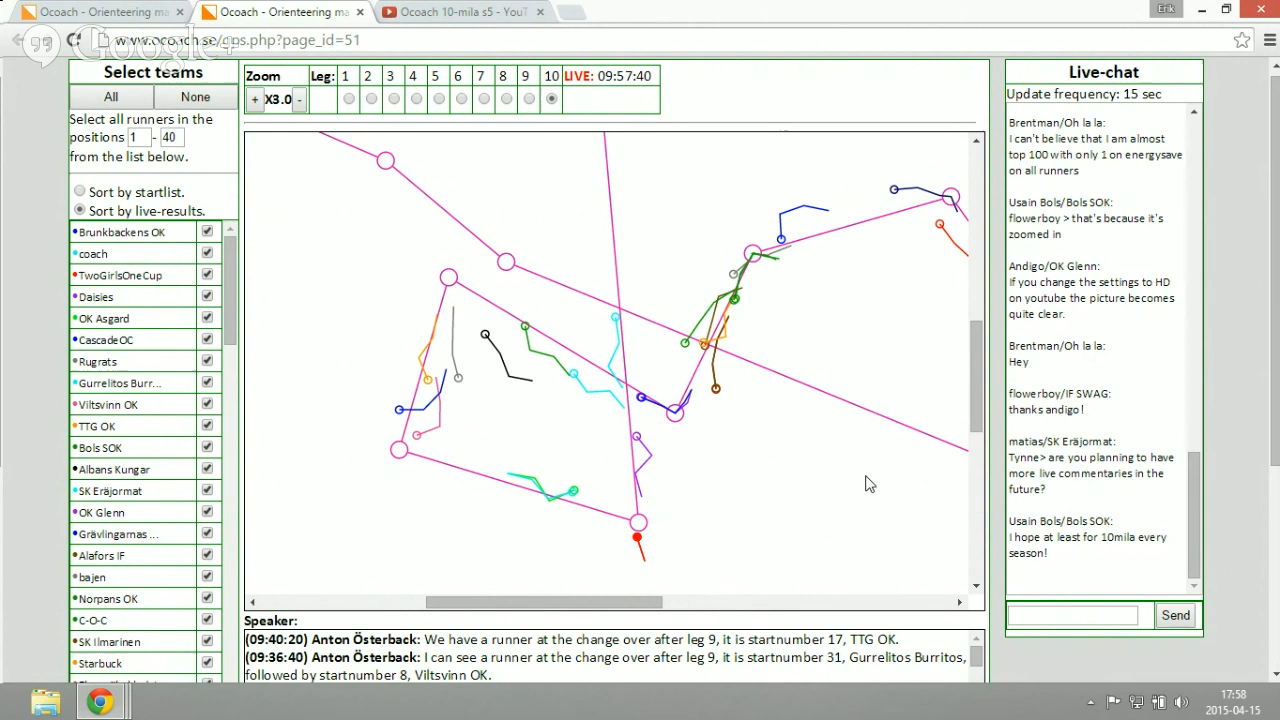 Ocoach - Orienteering ma
Ocoach - Orienteering ma
Ocoach 10-mila s5 - YouT
Erik
www.ocoach.se/gps.php?page_id=51
Google+
Select teams
All
None
Select all runners in the
positions 1 - 40
from the list below.
Sort by startlist.
Sort by live-results.
Brunkbackens OK
coach
TwoGirlsOneCup
Daisies
OK Asgard
CascadeOC
Rugrats
Gurrelitos Burr...
Viltsvinn OK
TTG OK
Bols SOK
Albans Kungar
SK Eräjormat
OK Glenn
Grävlingarnas ...
Alafors IF
bajen
Norpans OK
C-O-C
SK Ilmarinen
Starbuck
Zoom
Leg: 1 2 3 4 5 6 7 8 9 10
LIVE: 09:57:40
+ X3.0 -
Speaker:
(09:40:20) Anton Österback: We have a runner at the change over after leg 9, it is startnumber 17, TTG OK.
(09:36:40) Anton Österback: I can see a runner at the change over after leg 9, it is startnumber 31, Gurrelitos Burritos,
followed by startnumber 8, Viltsvinn OK.
Live-chat
Update frequency: 15 sec
Brentman/Oh la la:
I can't believe that I am almost
top 100 with only 1 on energysave
on all runners
Usain Bols/Bols SOK:
flowerboy > that's because it's
zoomed in
Andigo/OK Glenn:
If you change the settings to HD
on youtube the picture becomes
quite clear.
Brentman/Oh la la:
Hey
flowerboy/IF SWAG:
thanks andigo!
matias/SK Eräjormat:
Tynne> are you planning to have
more live commentaries in the
future?
Usain Bols/Bols SOK:
I hope at least for 10mila every
season!
Send
17:58
2015-04-15